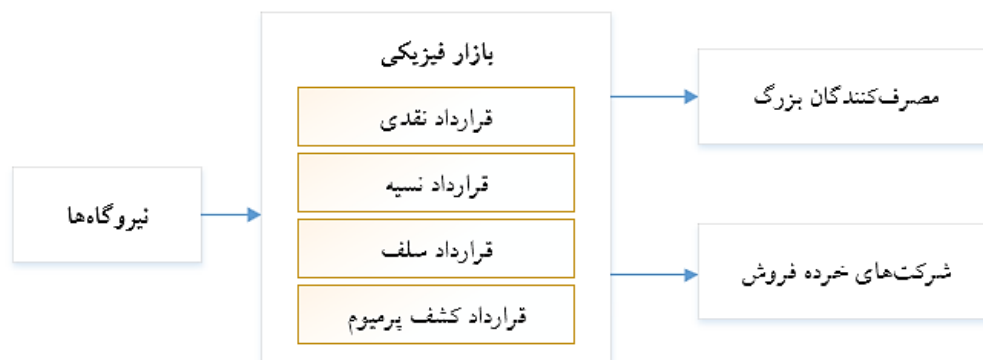 بازار فیزیکی
قرارداد نقدی
قرارداد نسیه
قرارداد سلف
قرارداد کشف پرمیوم
مصرف‌کنندگان بزرگ
شرکت‌های خرده فروش
نیروگاه‌ها